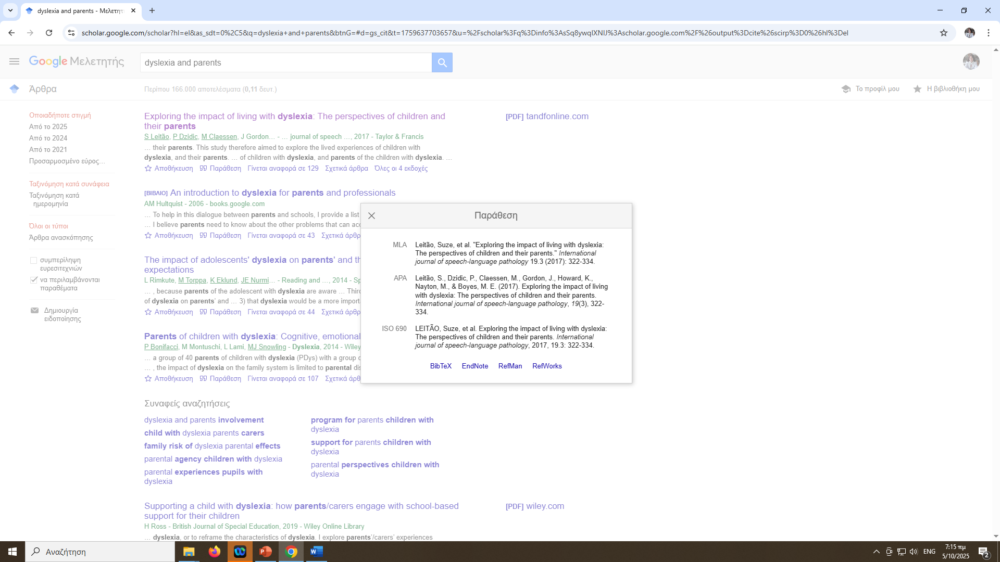 dyslexia and parents - Μελετητ
scholar.google.com/scholar?hl=el&as_sdt=0%2C5&q=dyslexia+and+parents&btnG=#d=gs_cit&t=1759637703657&u=%2Fscholar%3Fq%3Dinfo%3AsSq8ywqIXNIJ%3Ascholar.google.com%2F%26output%3Dcite%26scirp%3D0%26hl%3Del
Google Μελετητής
dyslexia and parents
Άρθρα
Περίπου 166.000 αποτελέσματα (0,11 δευτ.)
Το προφίλ μου
Η βιβλιοθήκη μου
Οποιαδήποτε στιγμή
Από το 2025
Από το 2024
Από το 2021
Προσαρμοσμένο εύρος...
Ταξινόμηση κατά συνάφεια
Ταξινόμηση κατά
ημερομηνία
Όλοι οι τύποι
Άρθρα ανασκόπησης
συμπερίληψη
ευρεσιτεχνιών
να περιλαμβάνονται
παραθέματα
Δημιουργία
ειδοποίησης
Exploring the impact of living with dyslexia: The perspectives of children and
their parents
[PDF] tandfonline.com
S Leitão, P Dzidic, M Claessen, J Gordon… - … journal of speech …, 2017 - Taylor & Francis
… their parents. This study therefore aimed to explore the lived experiences of children with
dyslexia, and their parents. … of children with dyslexia, and parents of the children with dyslexia. …
Αποθήκευση Παράθεση Γίνεται αναφορά σε 129 Σχετικά άρθρα Όλες οι 4 εκδοχές
[ΒΙΒΛΙΟ] An introduction to dyslexia for parents and professionals
AM Hultquist - 2006 - books.google.com
… To help in this dialogue between parents and schools, I provide a list
… I believe parents need to know about the other problems that can acc
Αποθήκευση Παράθεση Γίνεται αναφορά σε 43 Σχετικά άρθρ
The impact of adolescents' dyslexia on parents' and th
expectations
L Rimkute, M Torppa, K Eklund, JE Nurmi… - Reading and …, 2014 - Sp
… , because parents of the adolescent with dyslexia are aware … Thirc
of dyslexia on parents' and … 3) that dyslexia would be a more import
Αποθήκευση Παράθεση Γίνεται αναφορά σε 44 Σχετικά άρθρ
Parents of children with dyslexia: Cognitive, emotional
P Bonifacci, M Montuschi, L Lami, MJ Snowling - Dyslexia, 2014 - Wiley
… a group of 40 parents of children with dyslexia (PDys) with a group o
… , the impact of dyslexia on the family system is limited to parental dis
Αποθήκευση Παράθεση Γίνεται αναφορά σε 107 Σχετικά άρθ
Παράθεση
MLA
Leitão, Suze, et al. "Exploring the impact of living with dyslexia:
The perspectives of children and their parents." International
journal of speech-language pathology 19.3 (2017): 322-334.
APA
Leitão, S., Dzidic, P., Claessen, M., Gordon, J., Howard, K.,
Nayton, M., & Boyes, M. E. (2017). Exploring the impact of living
with dyslexia: The perspectives of children and their parents.
International journal of speech-language pathology, 19(3), 322-
334.
ISO 690
LEITÃO, Suze, et al. Exploring the impact of living with dyslexia:
The perspectives of children and their parents. International
journal of speech-language pathology, 2017, 19.3: 322-334.
BibTeX EndNote RefMan RefWorks
Συναφείς αναζητήσεις
dyslexia and parents involvement
child with dyslexia parents carers
family risk of dyslexia parental effects
parental agency children with dyslexia
parental experiences pupils with
dyslexia
program for parents children with
dyslexia
support for parents children with
dyslexia
parental perspectives children with
dyslexia
Supporting a child with dyslexia: how parents/carers engage with school-based
support for their children
[PDF] wiley.com
H Ross - British Journal of Special Education, 2019 - Wiley Online Library
… dyslexia, or to reframe the characteristics of dyslexia. I explore parents'/carers' experiences
Αναζήτηση
ENG
7:15 πμ
5/10/2025
2